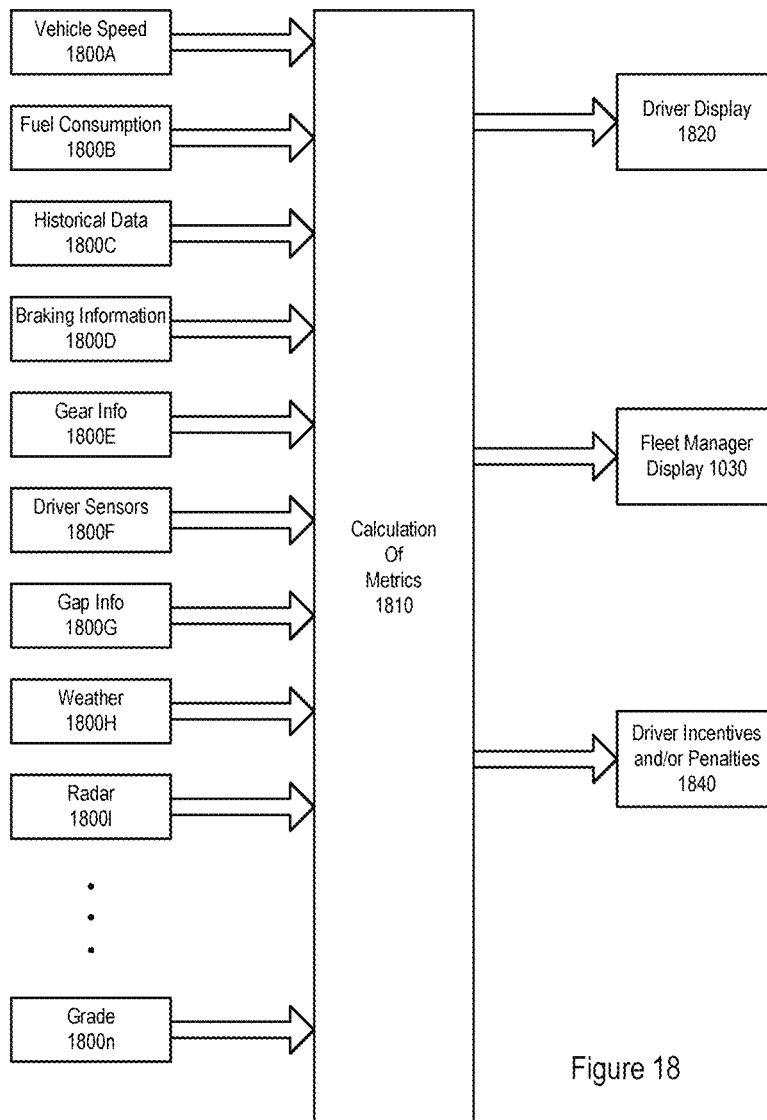 Vehicle Speed
1800A
Fuel Consumption
1800B
Historical Data
1800C
Braking Information
1800D
Gear Info
1800E
Driver Sensors
1800F
Gap Info
1800G
Weather
1800H
Radar
1800I
Grade
1800n
Calculation
Of
Metrics
1810
Driver Display
1820
Fleet Manager
Display 1030
Driver Incentives
and/or Penalties
1840
Figure 18